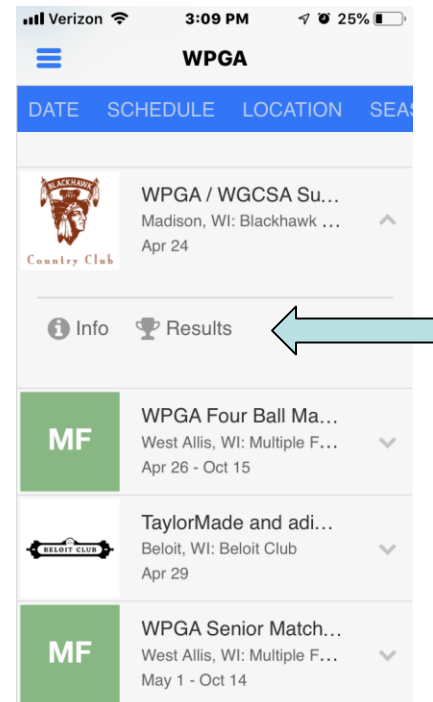 Verizon 3:09 PM 25%
WPGA
DATE SCHEDULE LOCATION SEAS
BLACKHAWK
Country Club
WPGA / WGCSA Su...
Madison, WI: Blackhawk ...
Apr 24
Info Results
MF
WPGA Four Ball Ma...
West Allis, WI: Multiple F...
Apr 26 - Oct 15
BELOIT CLUB
TaylorMade and adi...
Beloit, WI: Beloit Club
Apr 29
MF
WPGA Senior Match...
West Allis, WI: Multiple F...
May 1 - Oct 14